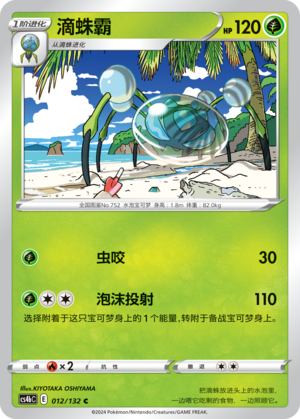 1阶进化
滴蛛霸
HP 120
从滴蛛进化
全国图鉴No.752 水泡宝可梦 身高：1.8m 体重：82.0kg
虫咬 30
泡沫投射 110
选择附着于这只宝可梦身上的1个能量，转附于备战宝可梦身上。
弱点 ×2 抵抗力 撤退
Illus. KIYOTAKA OSHIYAMA
CS4bC E 012/132 C
把滴蛛放进头上的水泡里，
一边喂它吃剩的食物，一边照顾它。
©2024 Pokémon/Nintendo/Creatures/GAME FREAK.